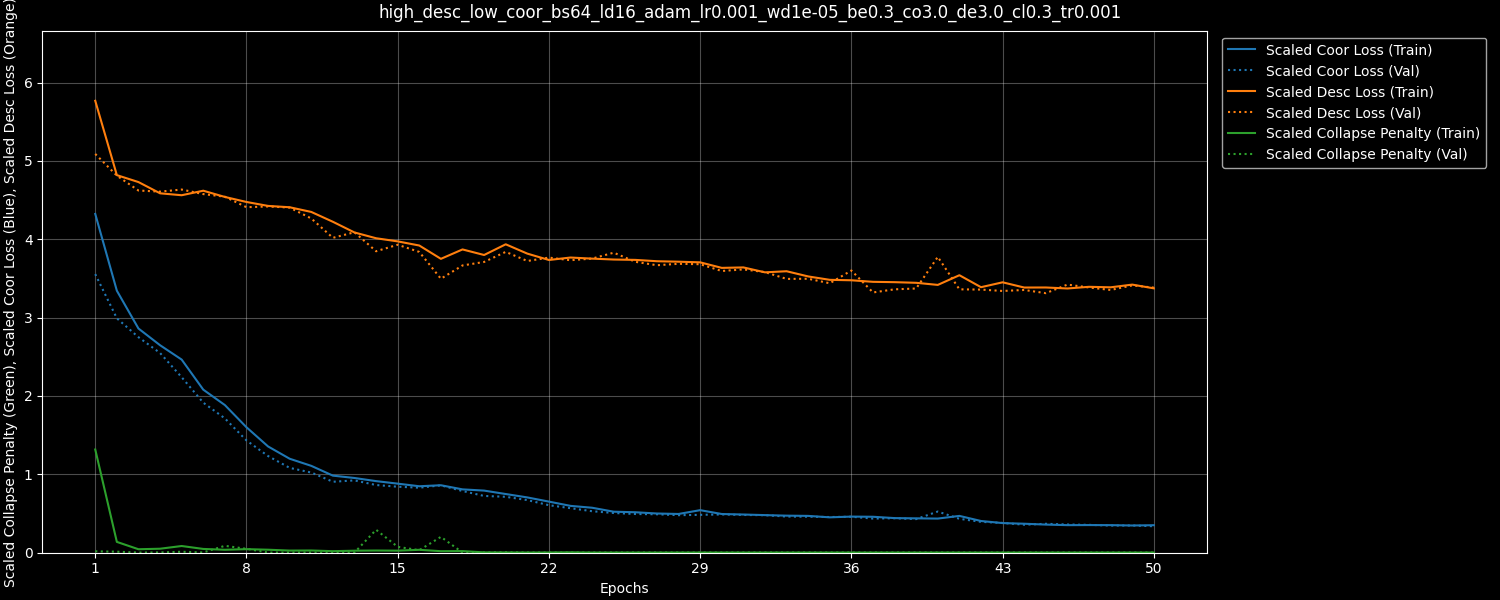 high_desc_low_coor_bs64_ld16_adam_lr0.001_wd1e-05_be0.3_co3.0_de3.0_cl0.3_tr0.001
Scaled Collapse Penalty (Green), Scaled Coor Loss (Blue), Scaled Desc Loss (Orange)
6
5
4
3
2
1
0
1 8 15 22 29 36 43 50
Epochs
Scaled Coor Loss (Train)
Scaled Coor Loss (Val)
Scaled Desc Loss (Train)
Scaled Desc Loss (Val)
Scaled Collapse Penalty (Train)
Scaled Collapse Penalty (Val)